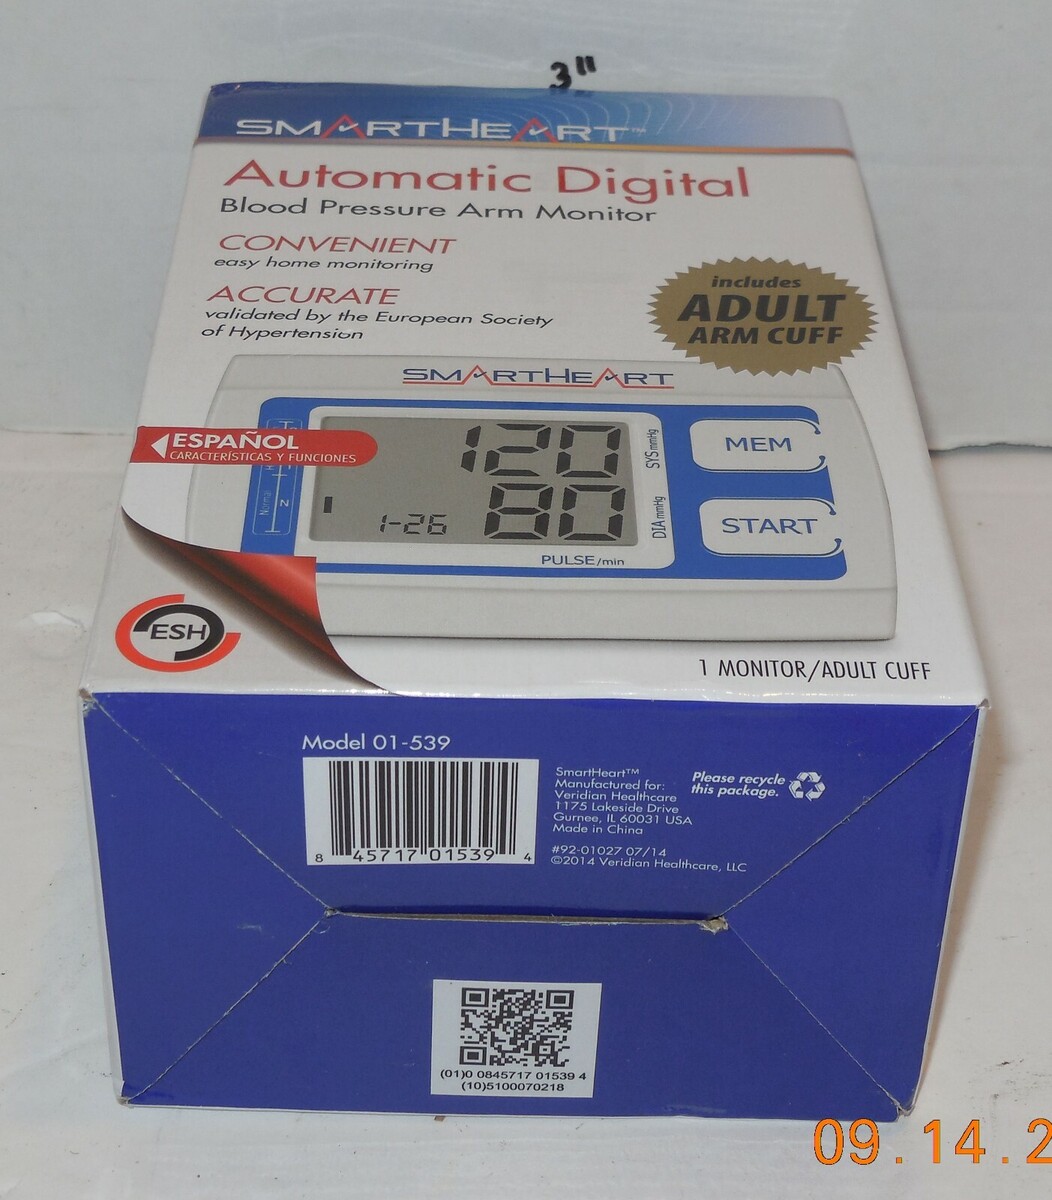 3"
SMARTHEART™
Automatic Digital
Blood Pressure Arm Monitor
CONVENIENT
easy home monitoring
ACCURATE
validated by the European Society
of Hypertension
includes
ADULT
ARM CUFF
SMARTHEART
ESPAÑOL
CARACTERÍSTICAS Y FUNCIONES
Normal
N
120
SYS mmHg
80
DIA mmHg
1-26
PULSE/min
MEM
START
ESH
1 MONITOR/ADULT CUFF
Model 01-539
8 45717 01539 4
SmartHeart™
Manufactured for:
Veridian Healthcare
1175 Lakeside Drive
Gurnee, IL 60031 USA
Made in China
#92-01027 07/14
©2014 Veridian Healthcare, LLC
Please recycle
this package.
(01)0 0845717 01539 4
(10)5100070218
09.14.2